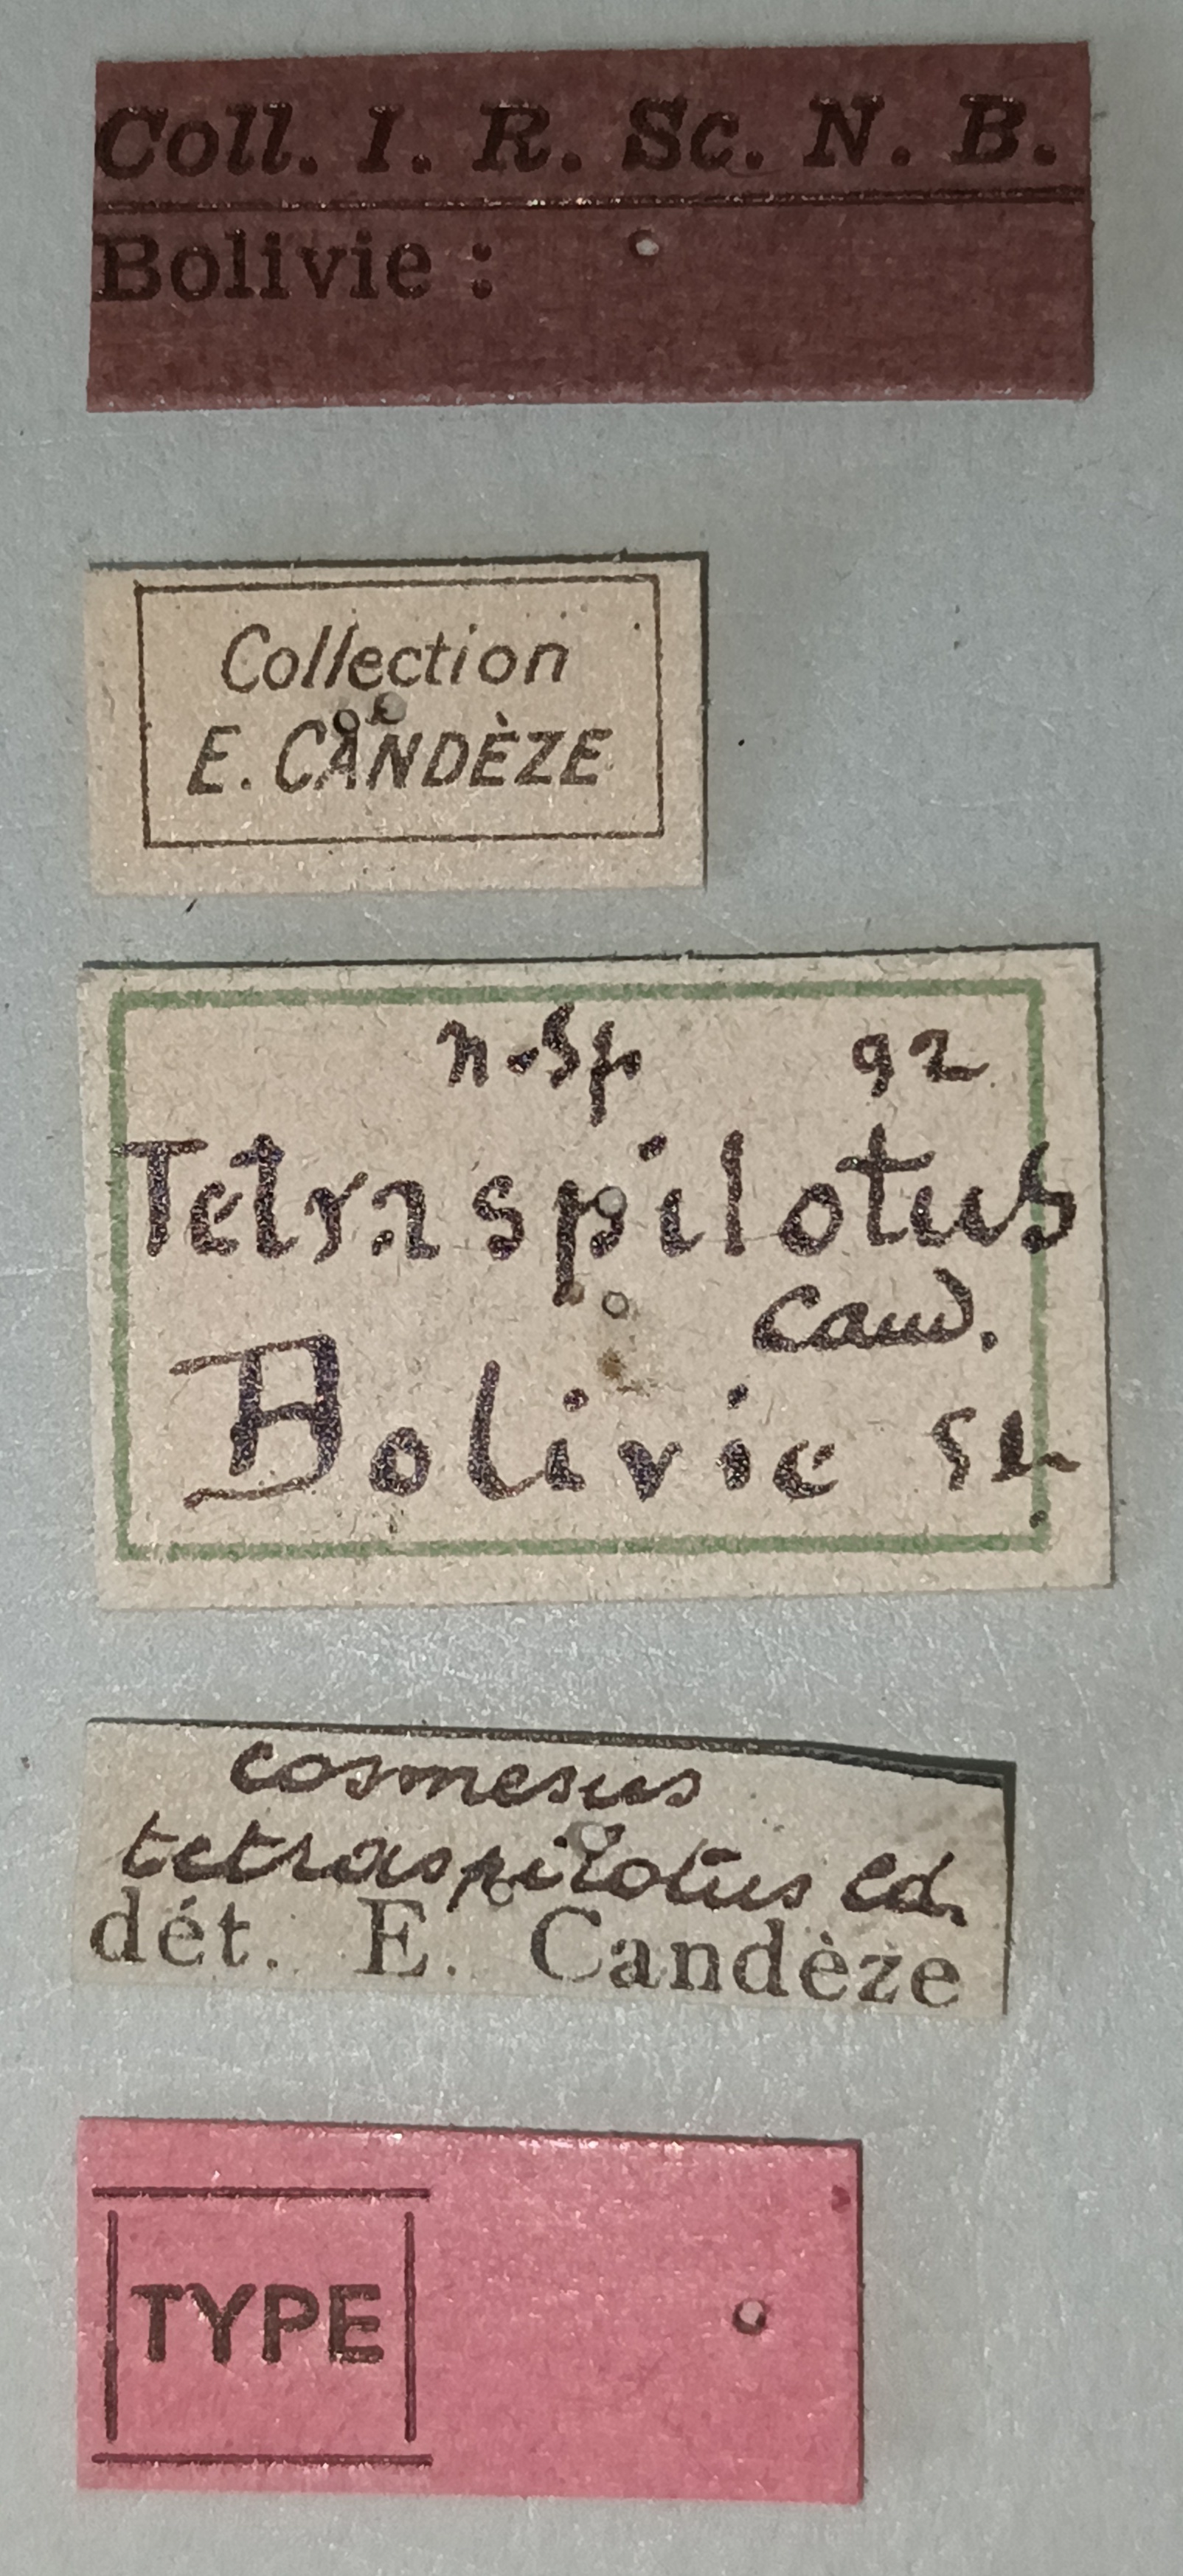 Coll. I. R. Sc. N. B.
Bolivie :
Collection
E. CANDÈZE
n. Sp. 92
Tetraspilotus
Cand.
Bolivie
cosmesus
tetraspilotus Cd.
dét. E. Candèze
TYPE